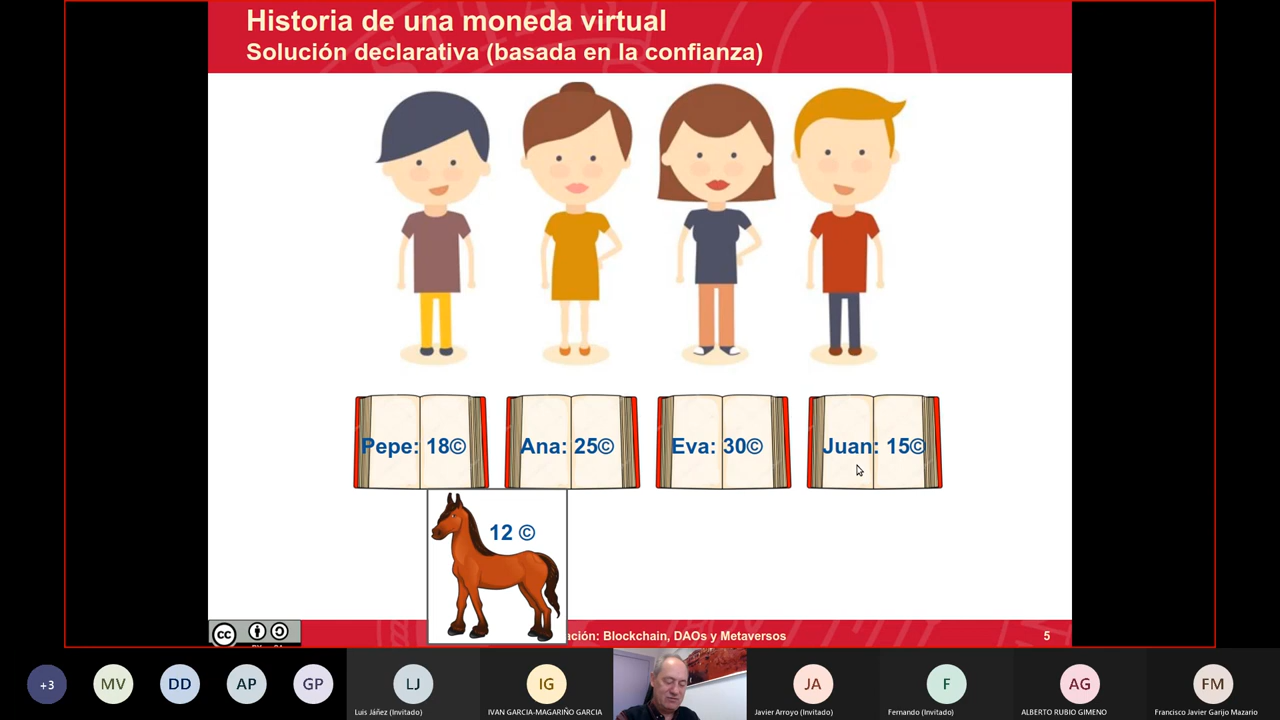 Historia de una moneda virtual
Solución declarativa (basada en la confianza)
Pepe: 18©
Ana: 25©
Eva: 30©
Juan: 15©
12 ©
cc
ación: Blockchain, DAOs y Metaversos
5
+3
MV
DD
AP
GP
LJ
Luis Jáñez (Invitado)
IG
IVAN GARCIA-MAGARIÑO GARCIA
JA
Javier Arroyo (Invitado)
F
Fernando (Invitado)
AG
ALBERTO RUBIO GIMENO
FM
Francisco Javier Garijo Mazario